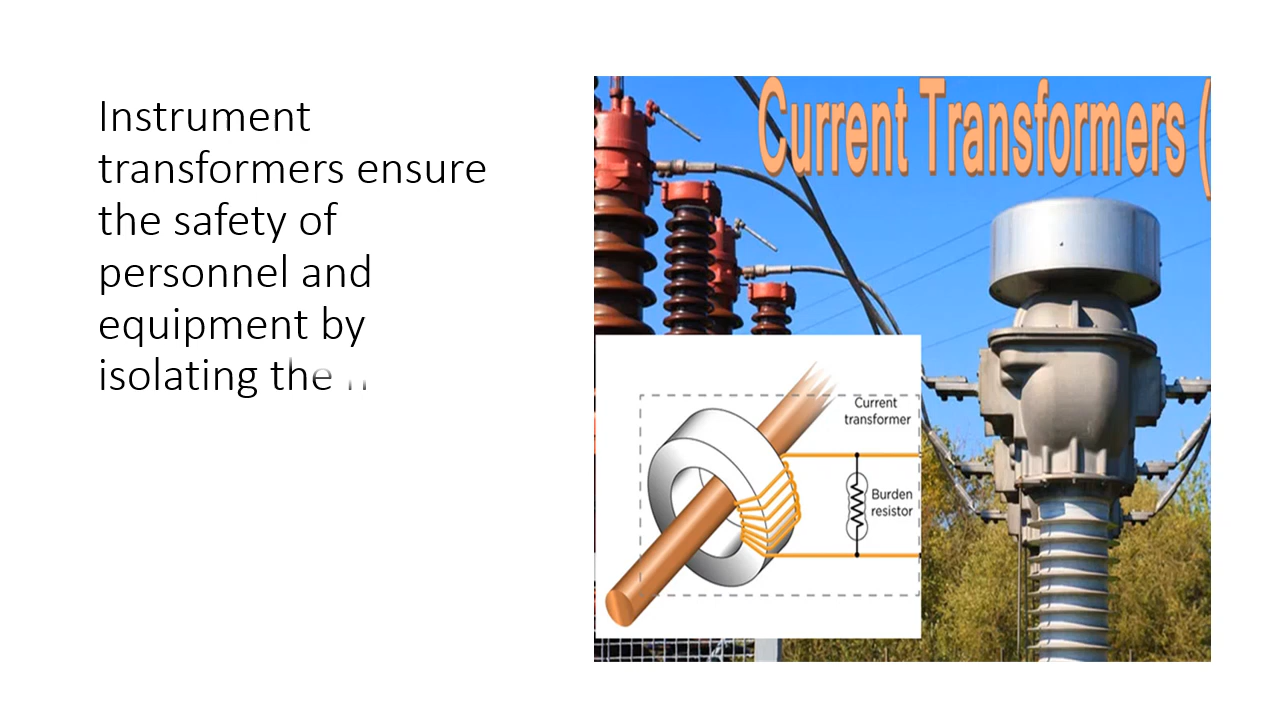 Instrument
transformers ensure
the safety of
personnel and
equipment by
isolating the
Current Transformers (
Current
transformer
Burden
resistor